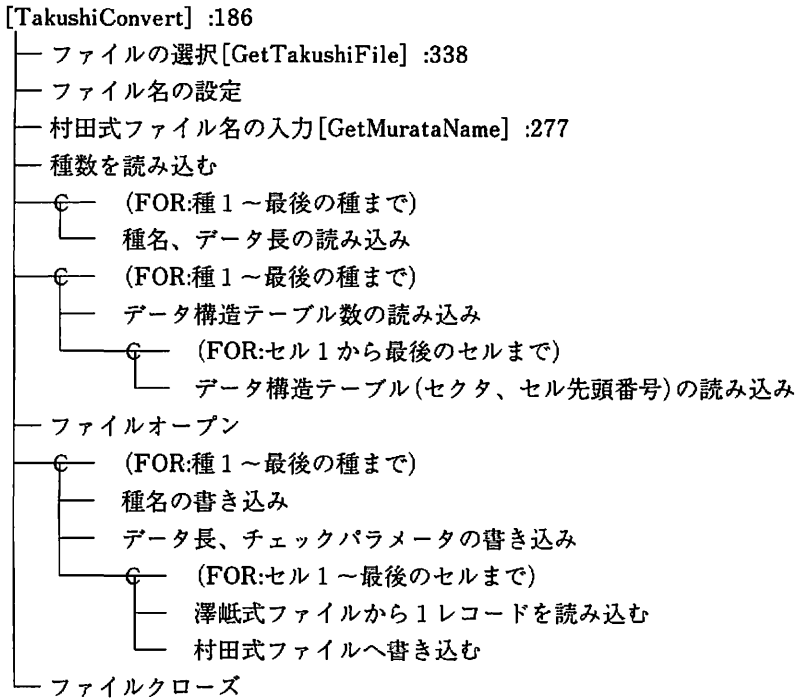 [TakushiConvert] :186
ファイルの選択[GetTakushiFile] :338
ファイル名の設定
村田式ファイル名の入力[GetMurataName] :277
種数を読み込む
(FOR:種1～最後の種まで)
種名、データ長の読み込み
(FOR:種1～最後の種まで)
データ構造テーブル数の読み込み
(FOR:セル1から最後のセルまで)
データ構造テーブル(セクタ、セル先頭番号)の読み込み
ファイルオープン
(FOR:種1～最後の種まで)
種名の書き込み
データ長、チェックパラメータの書き込み
(FOR:セル1～最後のセルまで)
澤岻式ファイルから1レコードを読み込む
村田式ファイルへ書き込む
ファイルクローズ